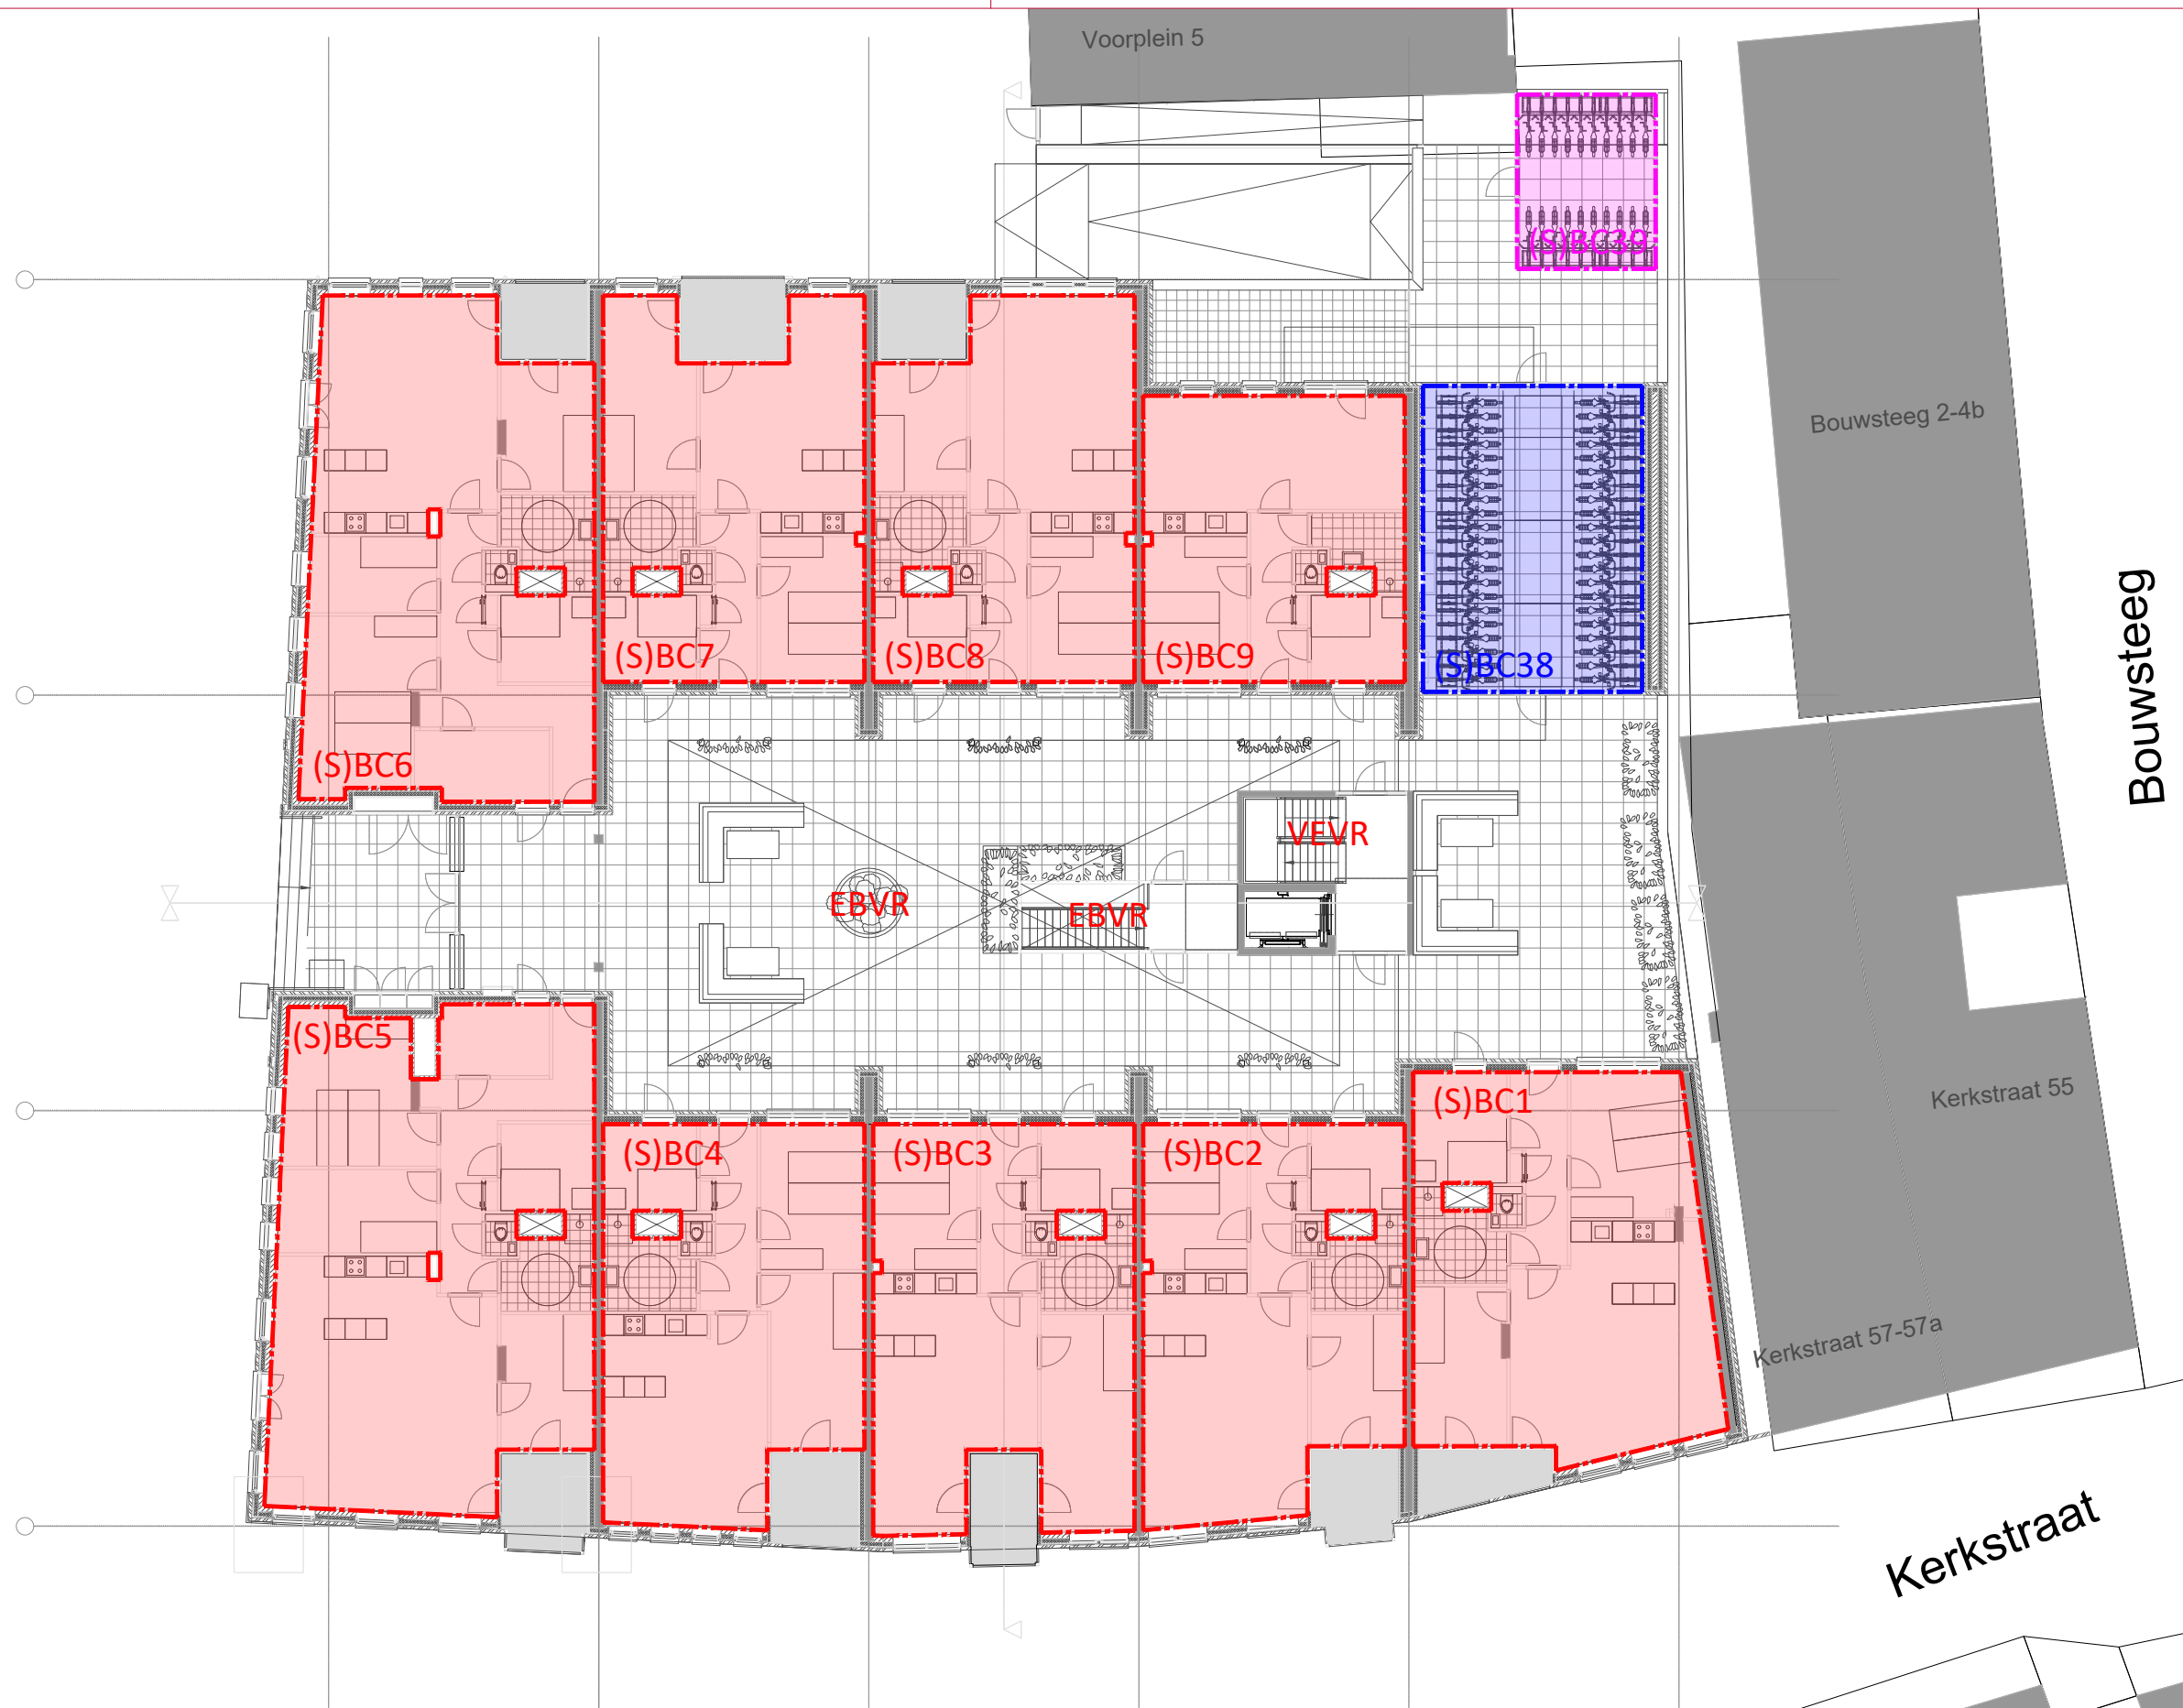 Voorplein 5
(S)BC39
Bouwsteeg 2-4b
Bouwsteeg
(S)BC7
(S)BC8
(S)BC9
(S)BC38
(S)BC6
VEVR
EBVR
EBVR
(S)BC5
(S)BC4
(S)BC3
(S)BC2
(S)BC1
Kerkstraat 55
Kerkstraat 57-57a
Kerkstraat